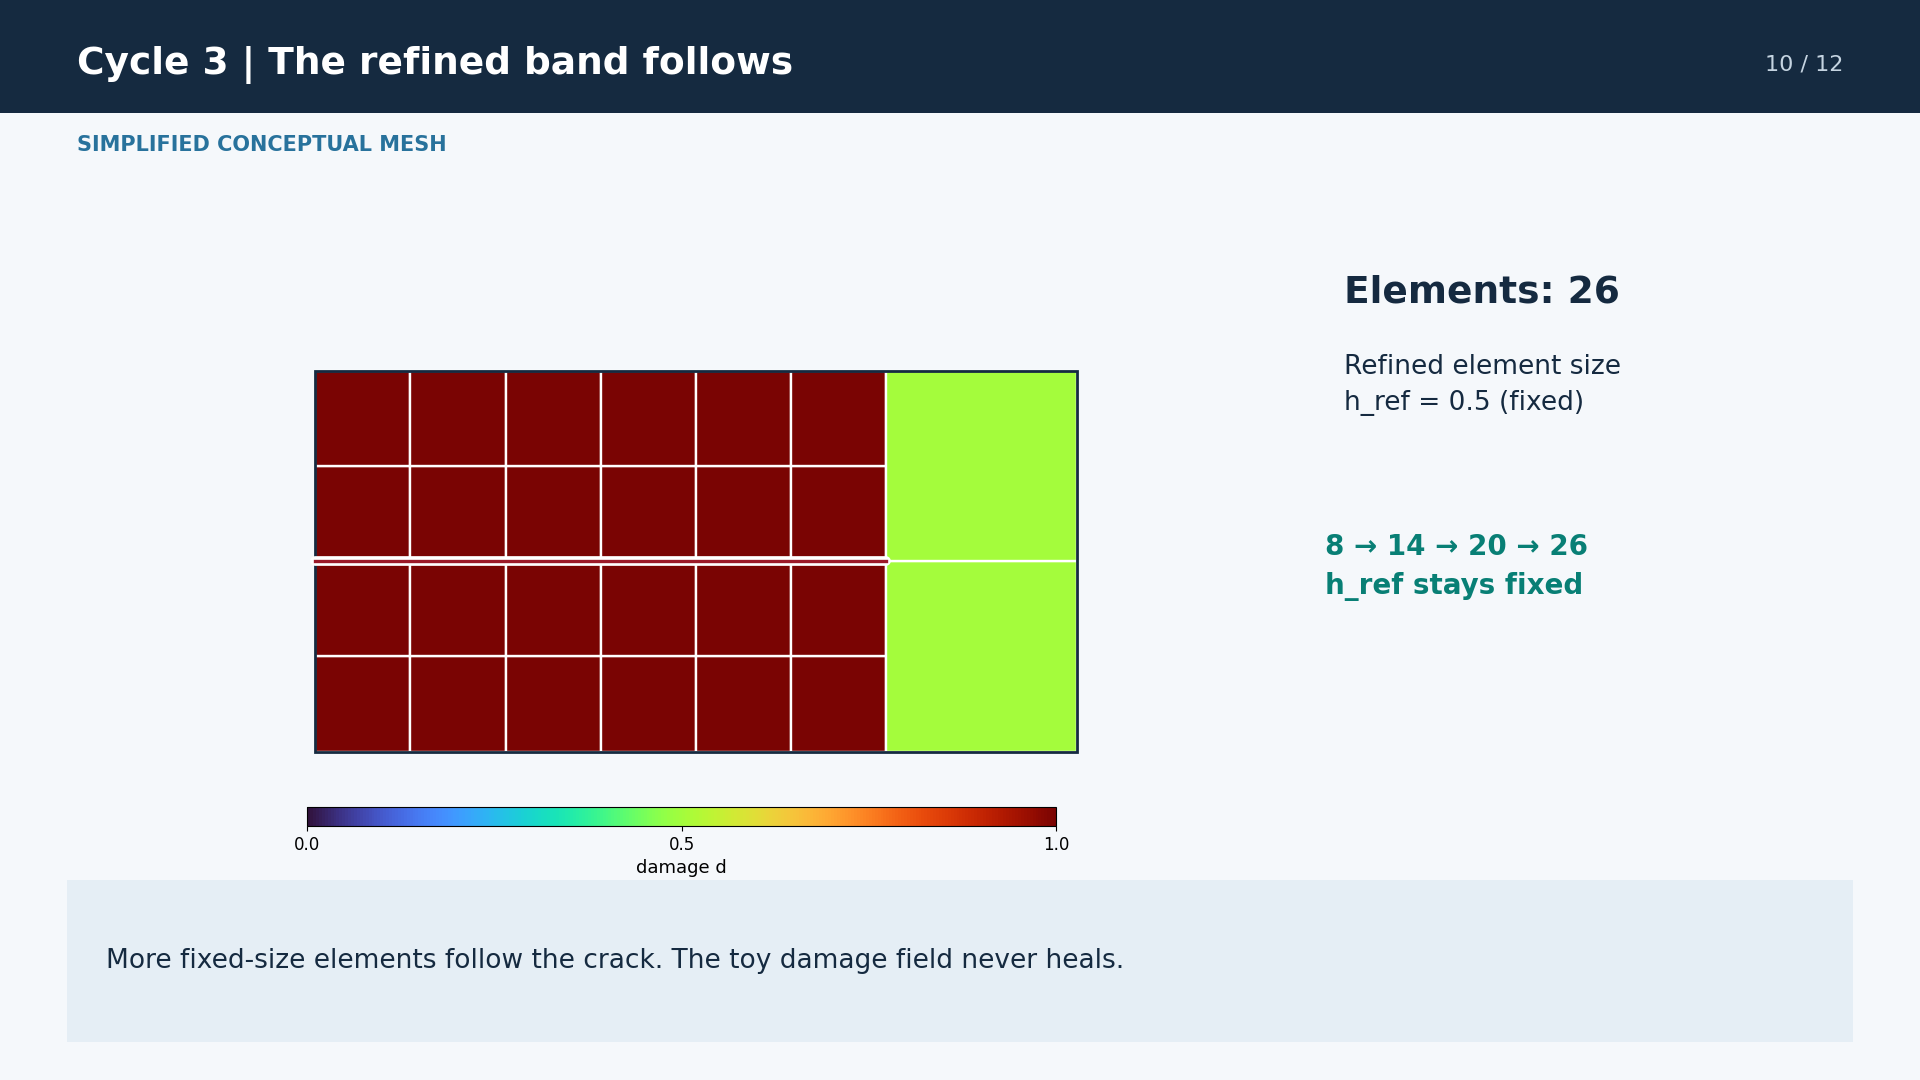 Cycle 3 | The refined band follows
10 / 12
SIMPLIFIED CONCEPTUAL MESH
Elements: 26
Refined element size
h_ref = 0.5 (fixed)
8 → 14 → 20 → 26
h_ref stays fixed
0.0 0.5 1.0
damage d
More fixed-size elements follow the crack. The toy damage field never heals.